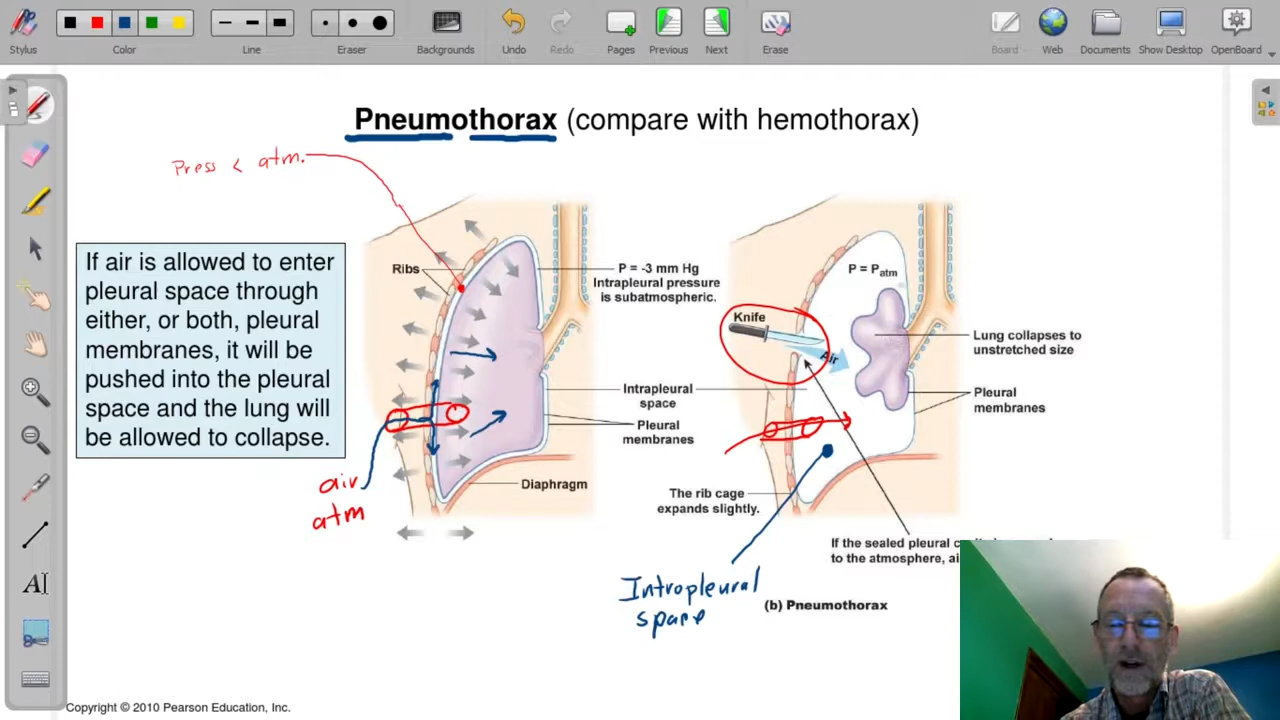 Stylus
Color
Line
Eraser
Backgrounds
Undo
Redo
Pages
Previous
Next
Erase
Board
Web
Documents
Show Desktop
OpenBoard
Pneumothorax (compare with hemothorax)
Press < atm.
If air is allowed to enter
pleural space through
either, or both, pleural
membranes, it will be
pushed into the pleural
space and the lung will
be allowed to collapse.
Ribs
P = -3 mm Hg
Intrapleural pressure
is subatmospheric.
Intrapleural
space
Pleural
membranes
Diaphragm
air
atm
P = Patm
Knife
Air
Lung collapses to
unstretched size
Pleural
membranes
The rib cage
expands slightly.
If the sealed pleural
to the atmosphere,
Intropleural
space
(b) Pneumothorax
Copyright © 2010 Pearson Education, Inc.